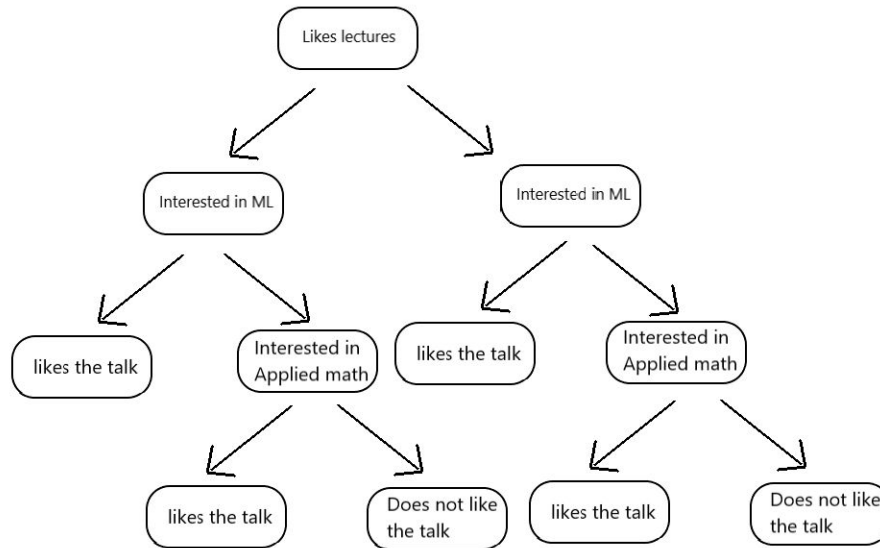 Likes lectures
Interested in ML
Interested in ML
likes the talk
Interested in
Applied math
likes the talk
Interested in
Applied math
likes the talk
Does not like
the talk
likes the talk
Does not like
the talk